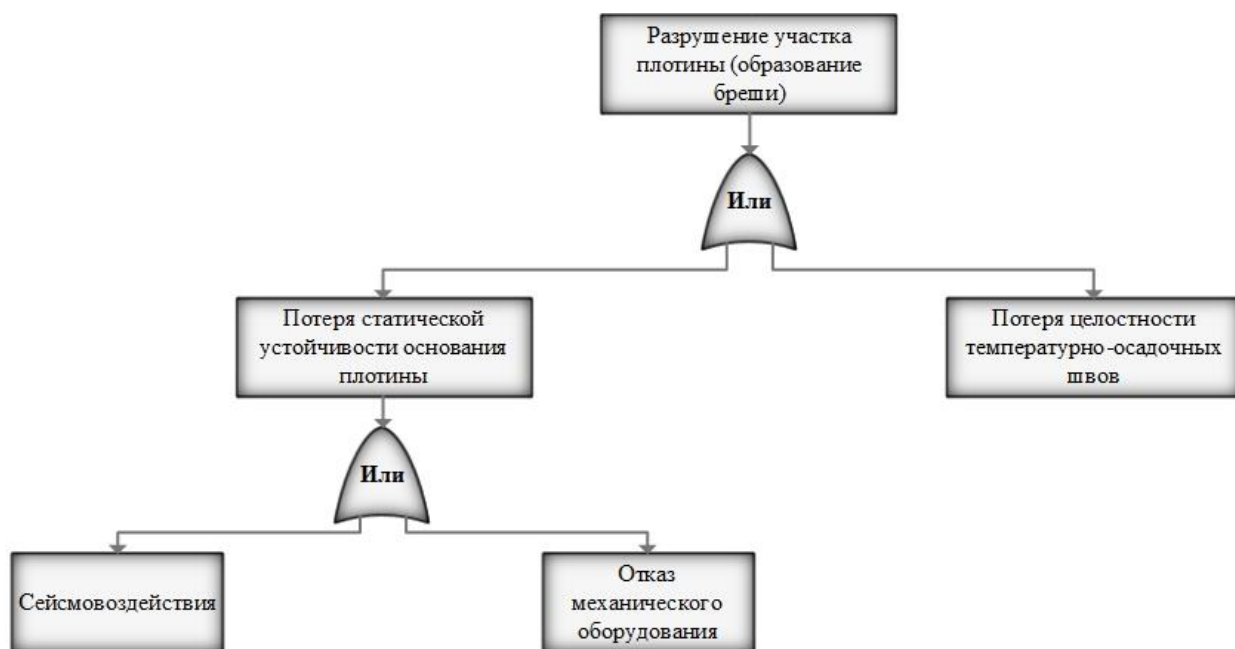 Разрушение участка
плотины (образование
бреши)
Или
Потеря статической
устойчивости основания
плотины
Потеря целостности
температурно-осадочных
швов
Или
Сейсмовоздействия
Отказ
механического
оборудования